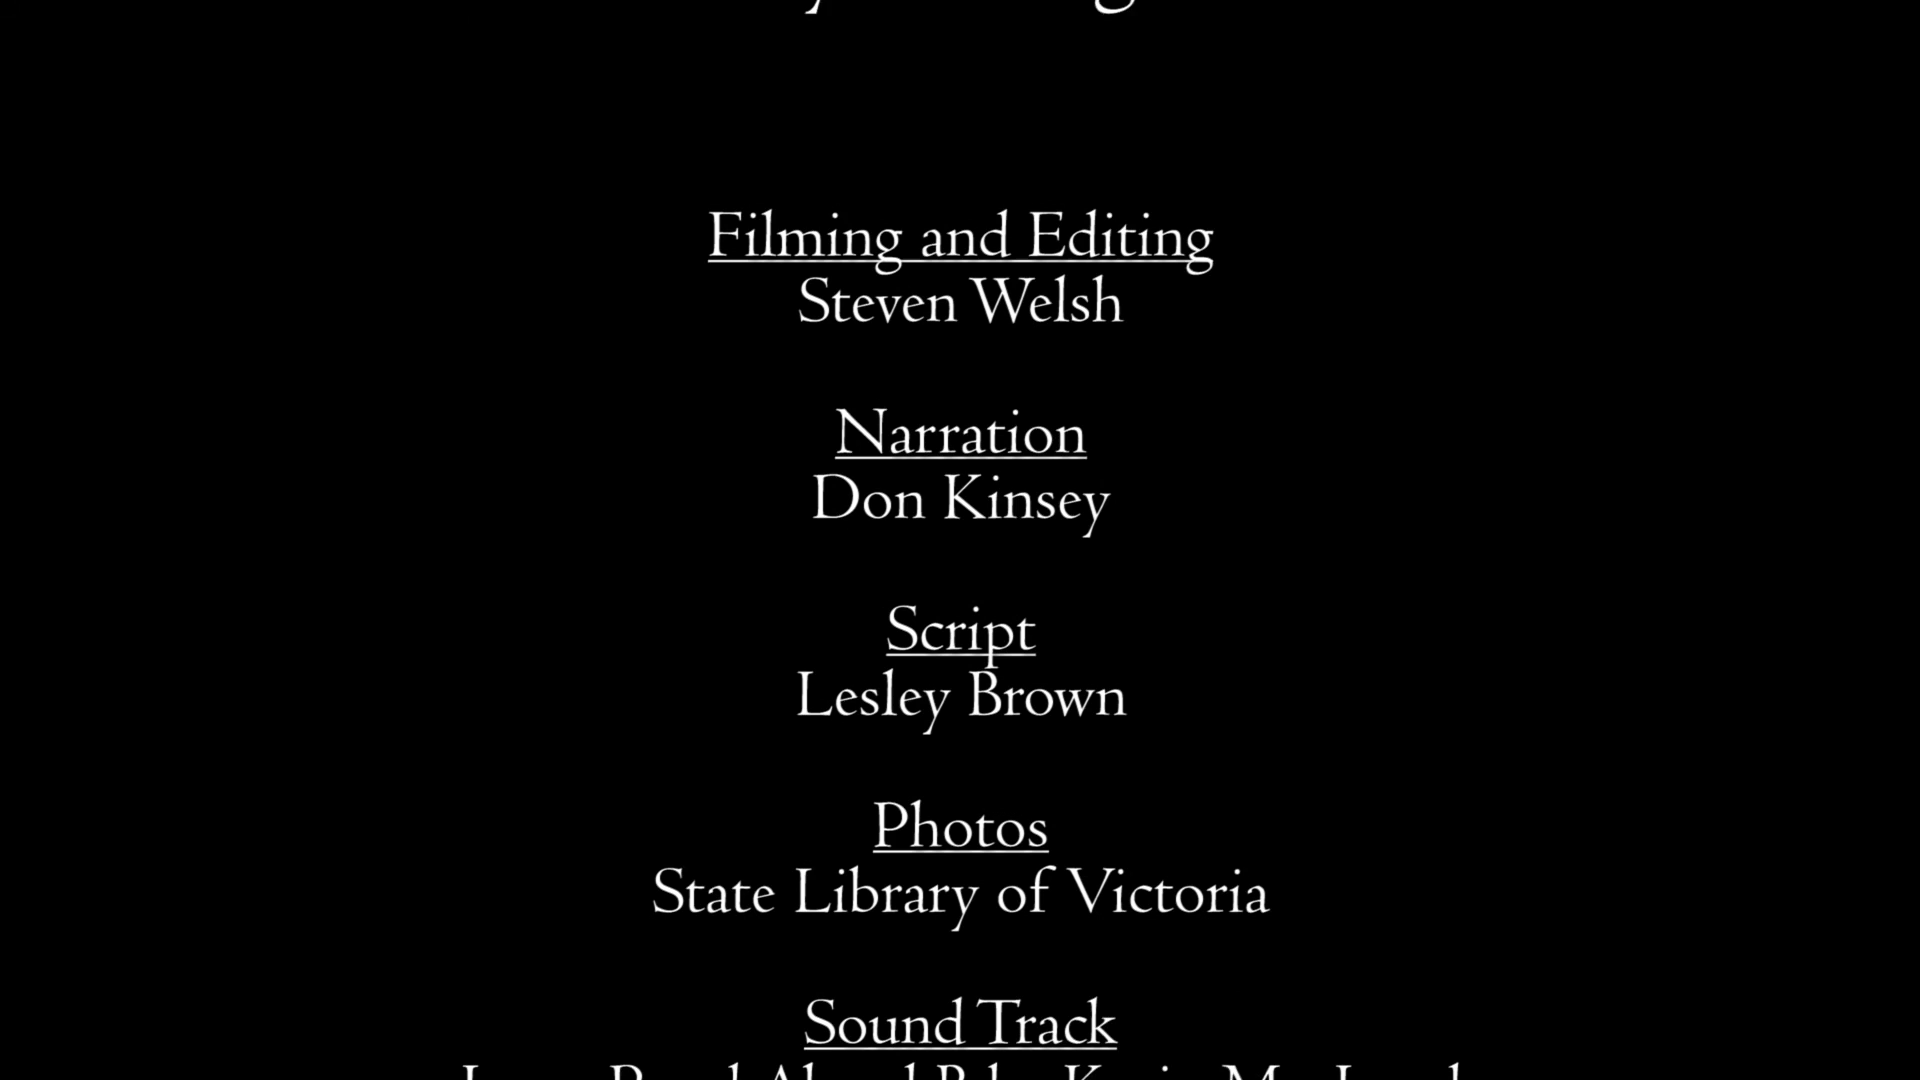 Filming and Editing
Steven Welsh
Narration
Don Kinsey
Script
Lesley Brown
Photos
State Library of Victoria
Sound Track